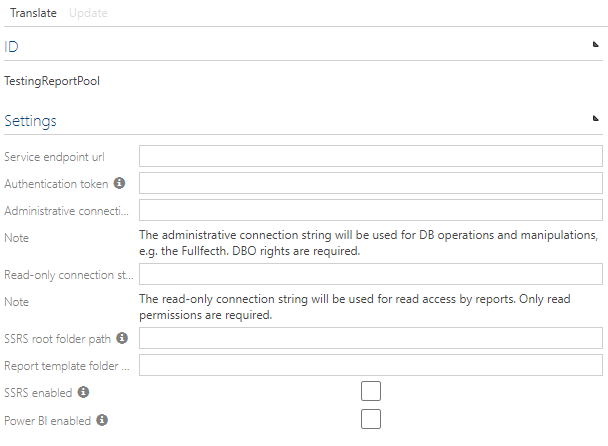 Translate Update
ID
TestingReportPool
Settings
Service endpoint url
Authentication token
Administrative connecti...
Note The administrative connection string will be used for DB operations and manipulations,
e.g. the Fullfecth. DBO rights are required.
Read-only connection st...
Note The read-only connection string will be used for read access by reports. Only read
permissions are required.
SSRS root folder path
Report template folder ...
SSRS enabled
Power BI enabled